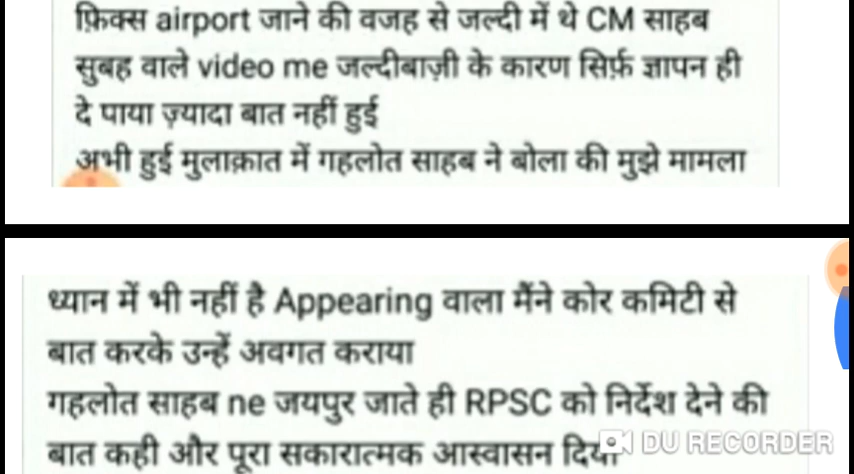 फ़िक्स airport जाने की वजह से जल्दी में थे CM साहब
सुबह वाले video me जल्दीबाज़ी के कारण सिर्फ़ ज्ञापन ही
दे पाया ज़्यादा बात नहीं हुई
अभी हुई मुलाक़ात में गहलोत साहब ने बोला की मुझे मामला
ध्यान में भी नहीं है Appearing वाला मैंने कोर कमिटी से
बात करके उन्हें अवगत कराया
गहलोत साहब ne जयपुर जाते ही RPSC को निर्देश देने की
बात कही और पूरा सकारात्मक आस्वासन दिया
DU RECORDER